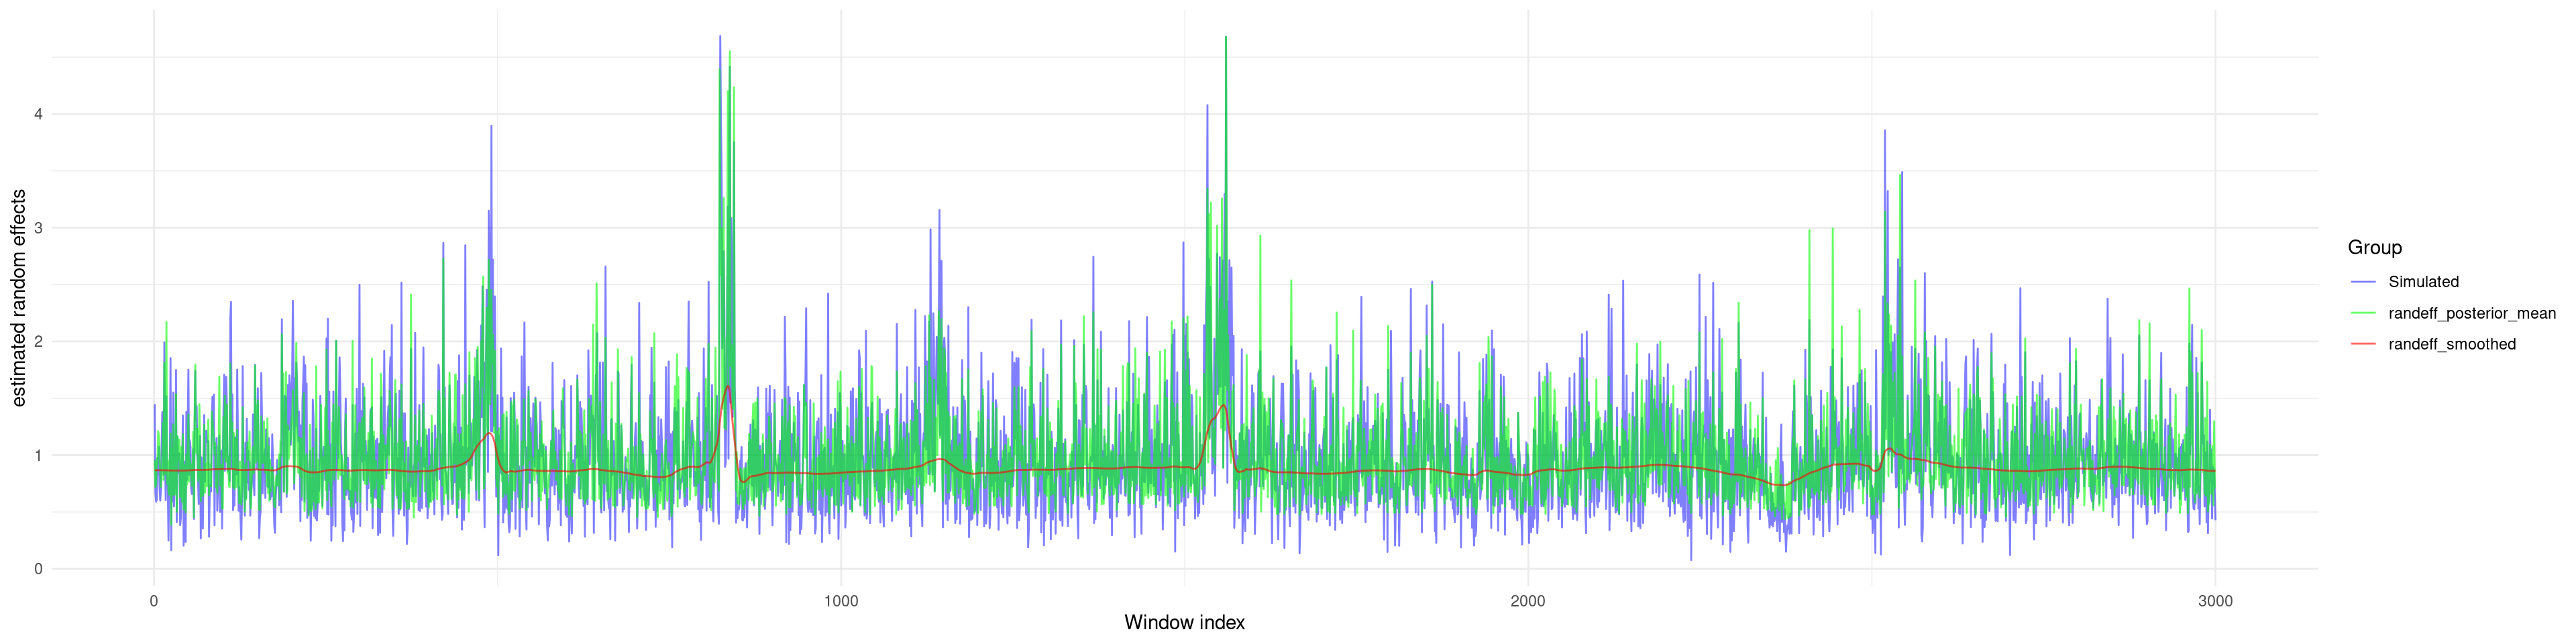 estimated random effects
4
3
2
1
0
0
1000
2000
3000
Window index
Group
Simulated
randeff_posterior_mean
randeff_smoothed